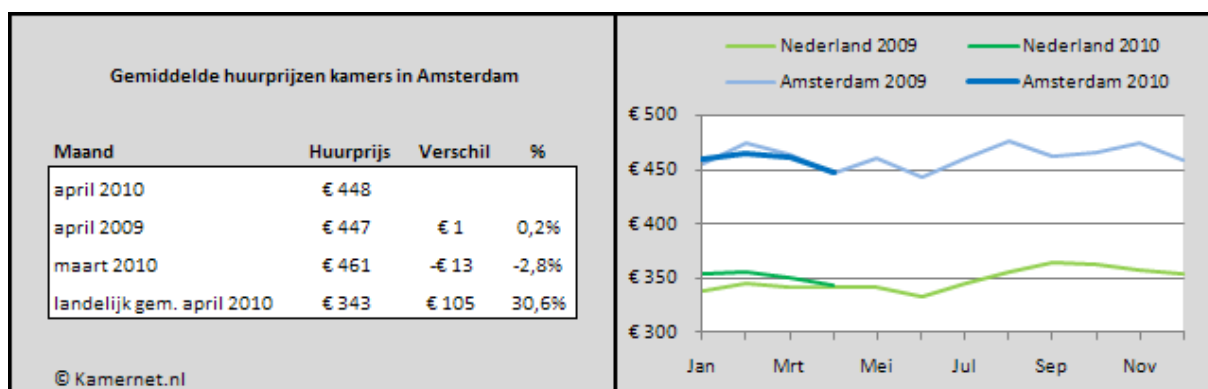 Gemiddelde huurprijzen kamers in Amsterdam
Maand Huurprijs Verschil %
april 2010 € 448
april 2009 € 447 € 1 0,2%
maart 2010 € 461 -€ 13 -2,8%
landelijk gem. april 2010 € 343 € 105 30,6%
© Kamernet.nl
Nederland 2009 Nederland 2010
Amsterdam 2009 Amsterdam 2010
€ 500
€ 450
€ 400
€ 350
€ 300
Jan Mrt Mei Jul Sep Nov